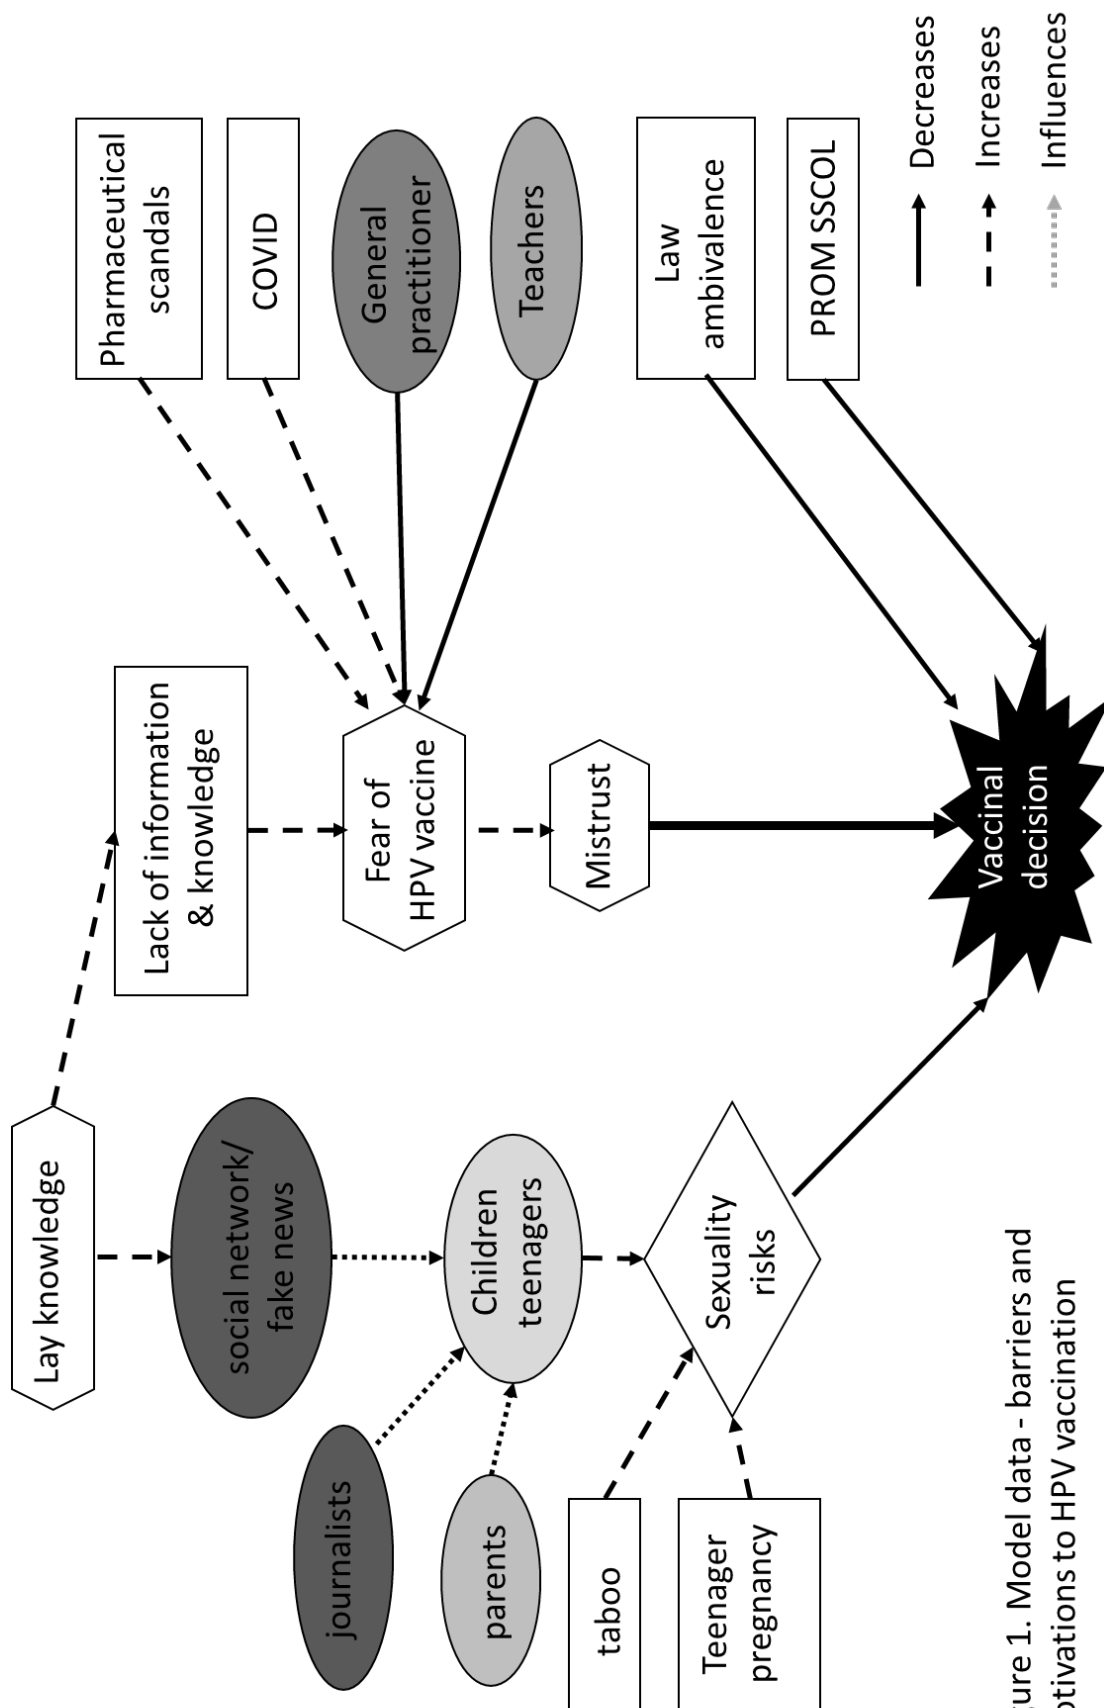 Lay knowledge
Lack of information
& knowledge
Pharmaceutical
scandals
COVID
social network/
fake news
journalists
Fear of
HPV vaccine
General
practitioner
Teachers
parents
Children
teenagers
Mistrust
taboo
Teenager
pregnancy
Sexuality
risks
Law
ambivalence
PROM SSCOL
Vaccinal
decision
Decreases
Increases
Influences
gure 1. Model data - barriers and
otivations to HPV vaccination